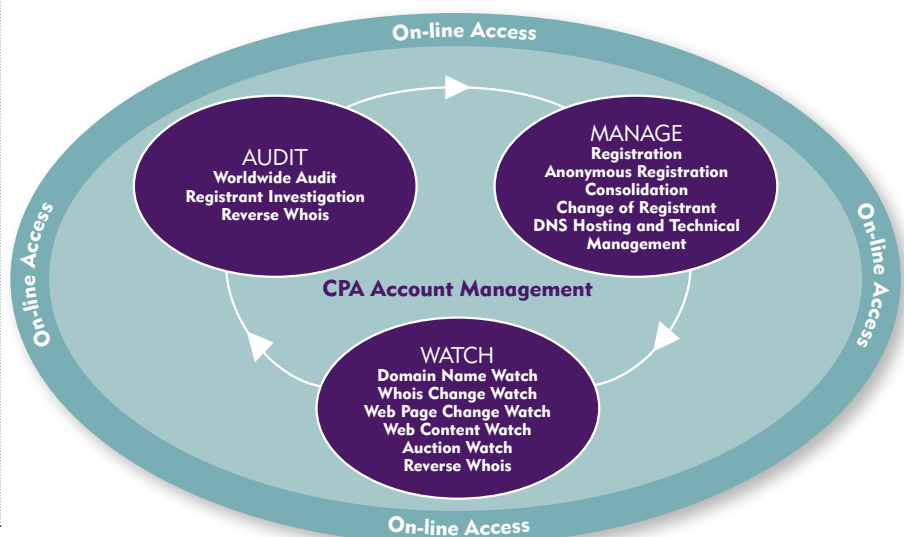 On-line Access
AUDIT
Worldwide Audit
Registrant Investigation
Reverse Whois
MANAGE
Registration
Anonymous Registration
Consolidation
Change of Registrant
DNS Hosting and Technical
Management
On-line Access
On-line Access
CPA Account Management
WATCH
Domain Name Watch
Whois Change Watch
Web Page Change Watch
Web Content Watch
Auction Watch
Reverse Whois
On-line Access